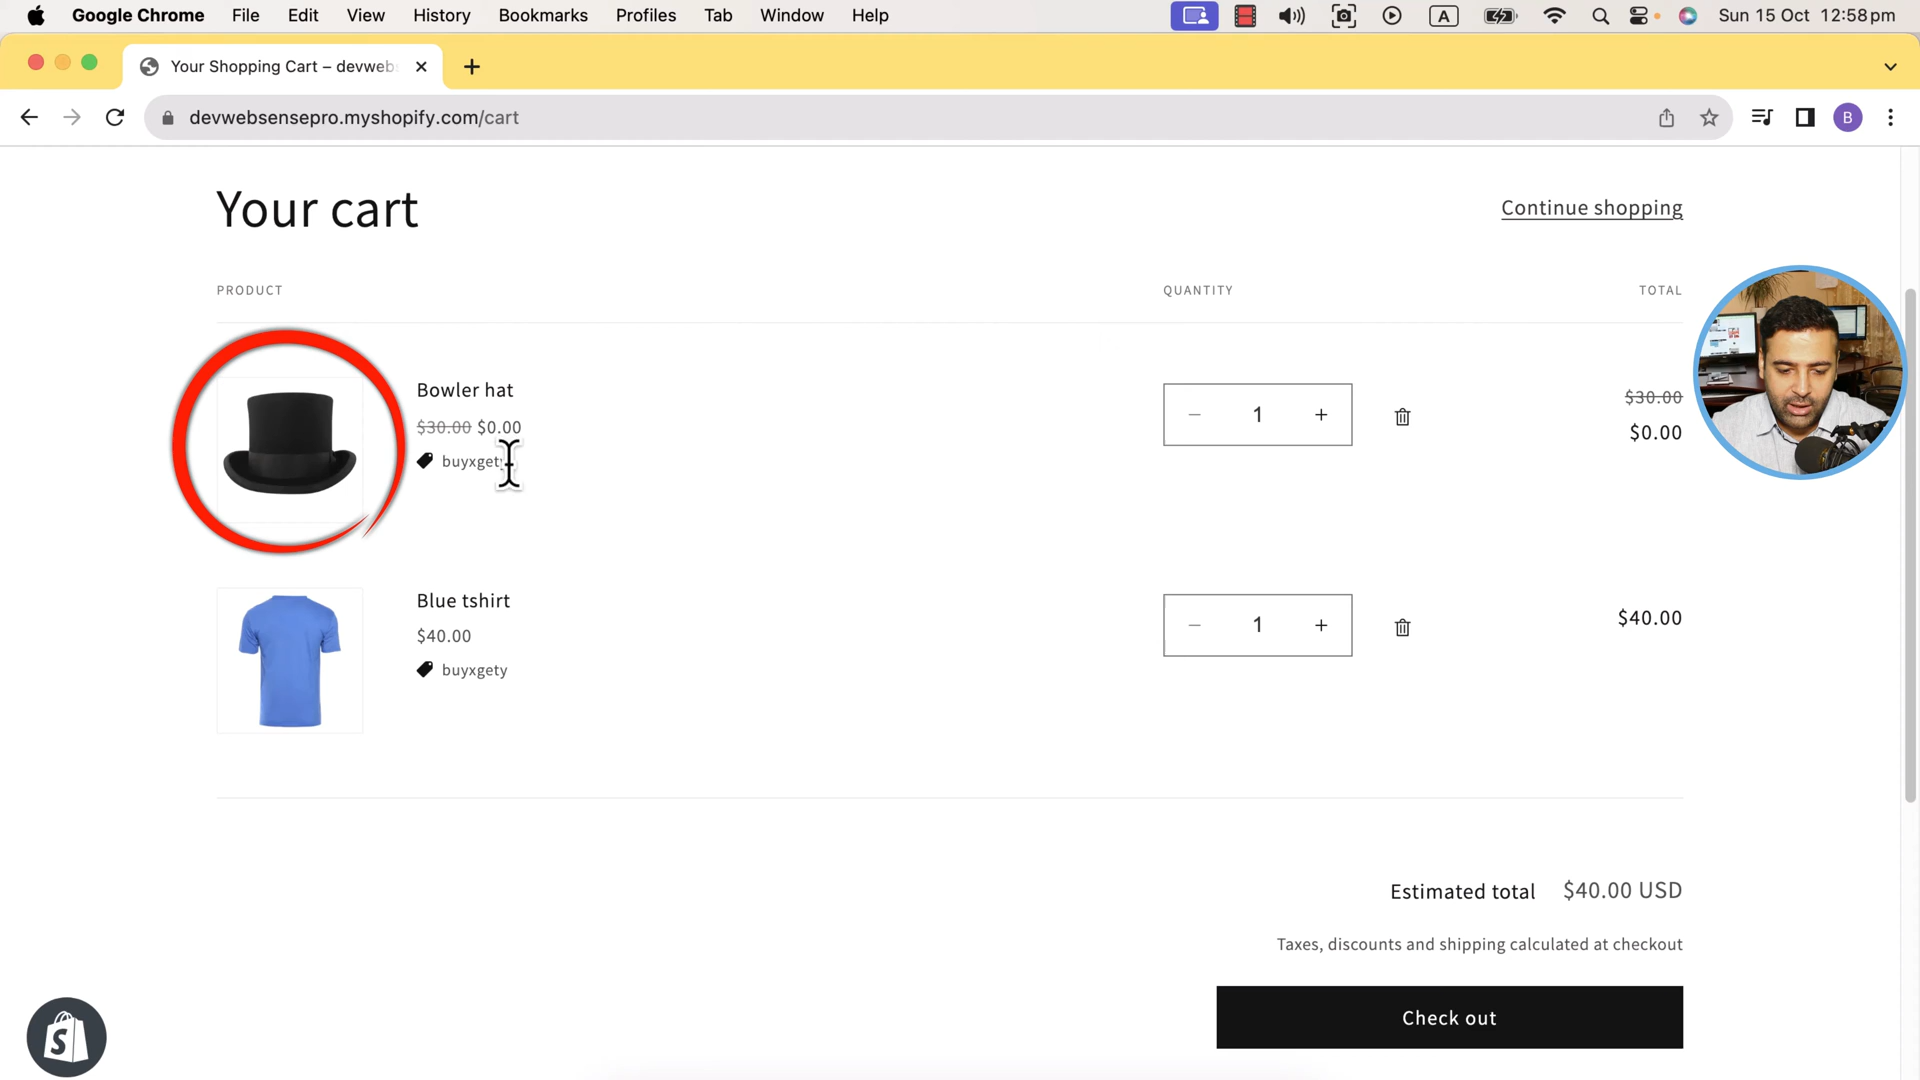 Google Chrome File Edit View History Bookmarks Profiles Tab Window Help A Sun 15 Oct 12:58 pm
Your Shopping Cart – devweb
devwebsensepro.myshopify.com/cart B
Your cart
Continue shopping
PRODUCT QUANTITY TOTAL
Bowler hat
$30.00 $0.00
buyxgety
1
$30.00
$0.00
Blue tshirt
$40.00
buyxgety
1
$40.00
Estimated total $40.00 USD
Taxes, discounts and shipping calculated at checkout
Check out
S